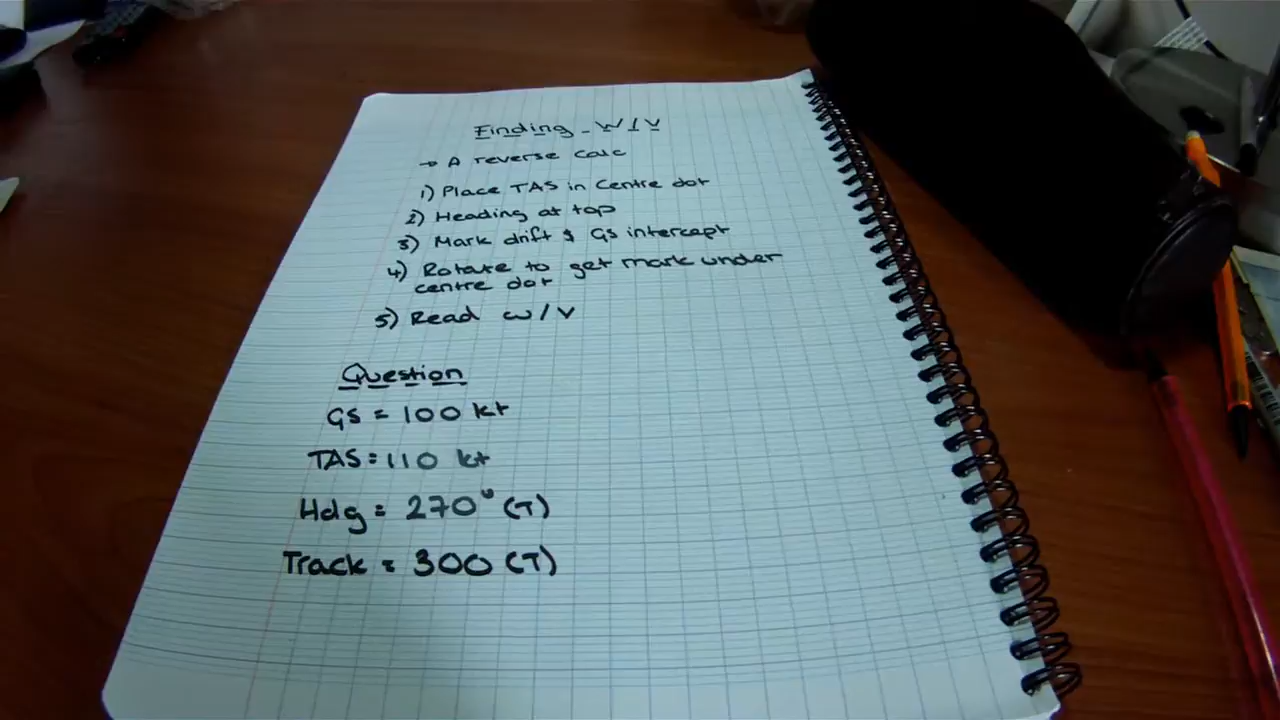 Finding - W/V
→ A reverse calc
1) Place TAS in Centre dot
2) Heading at top
3) Mark drift & GS intercept
4) Rotate to get mark under
centre dot
5) Read w/v
Question
GS = 100 kt
TAS = 110 kt
Hdg = 270° (T)
Track = 300 (T)